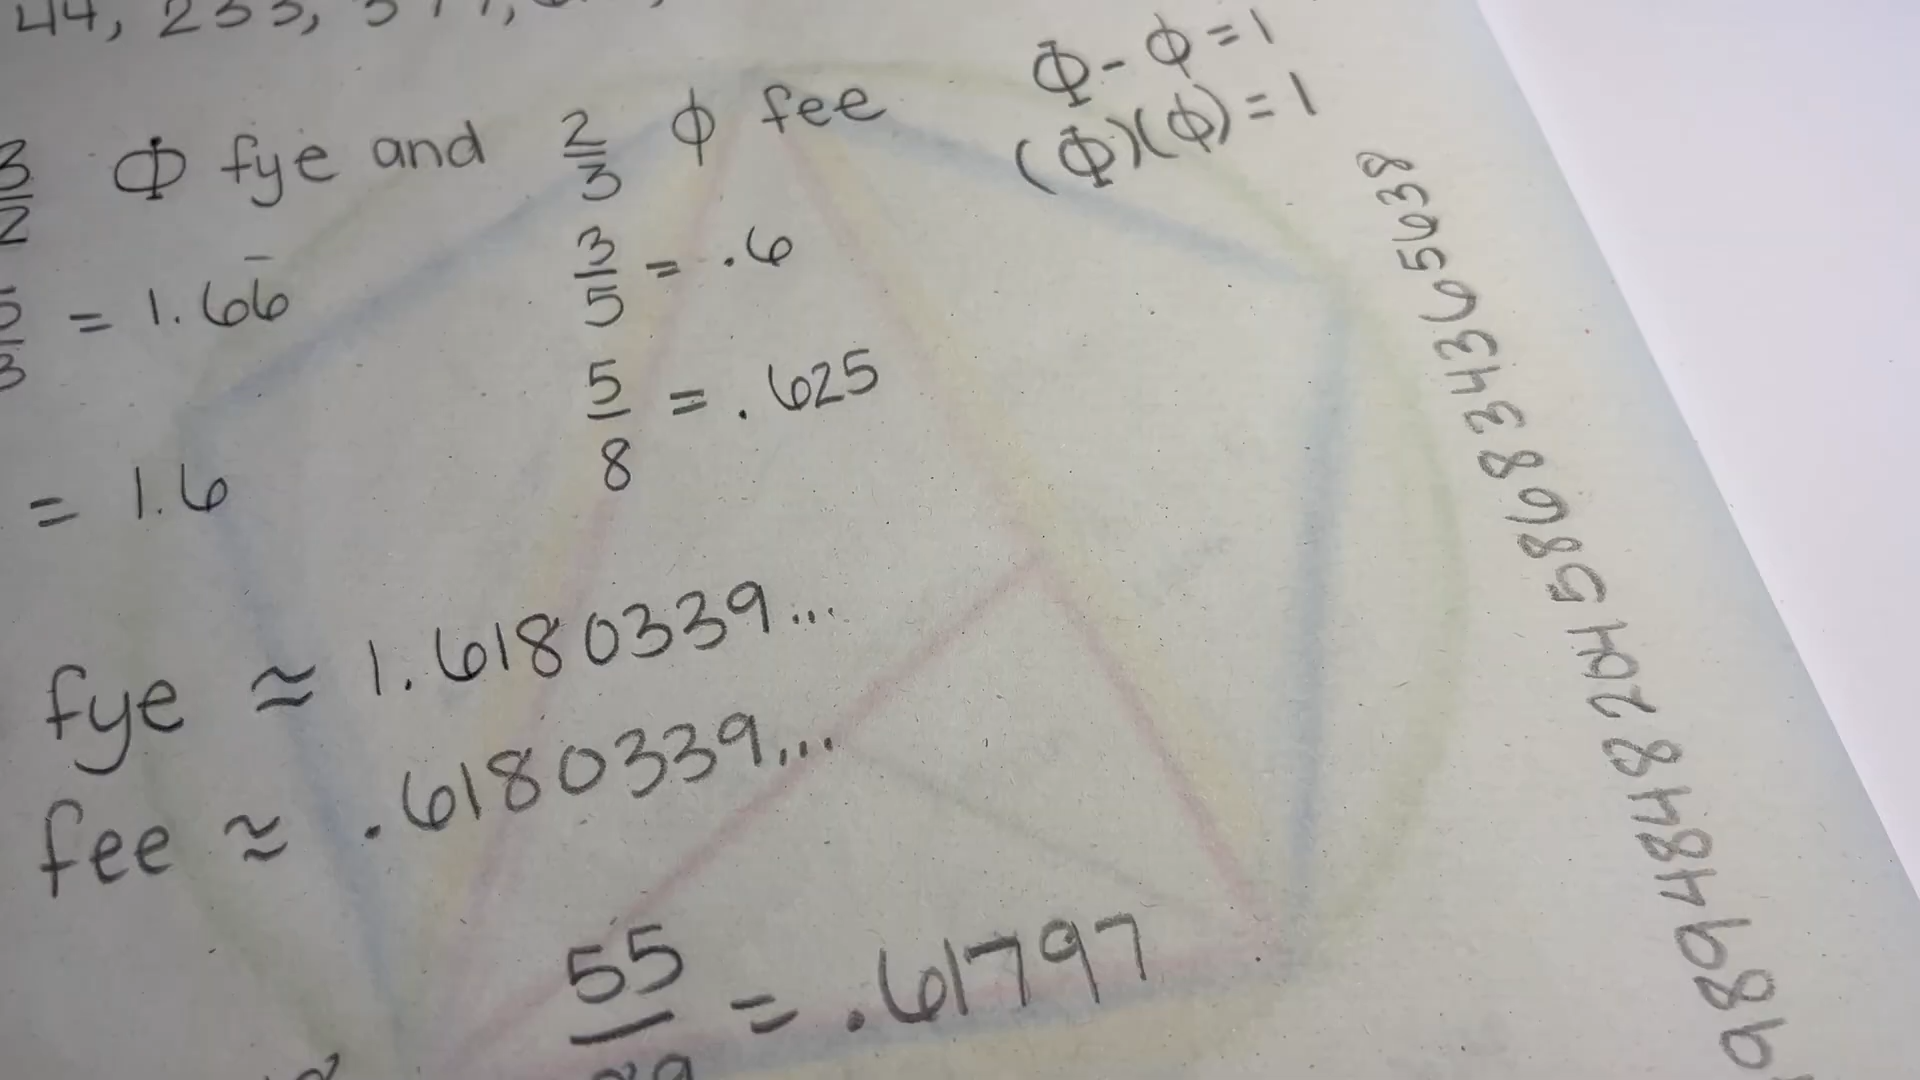 44, 233, 377,
Φ - ϕ = 1
(Φ)(ϕ) = 1
3/2 Φ fye and 2/3 ϕ fee
3/5 = .6
5/3 = 1.66̅
5/8 = .625
= 1.6
fye ≈ 1.6180339...
fee ≈ .6180339...
55/89 = .61797
9894848204586834365638